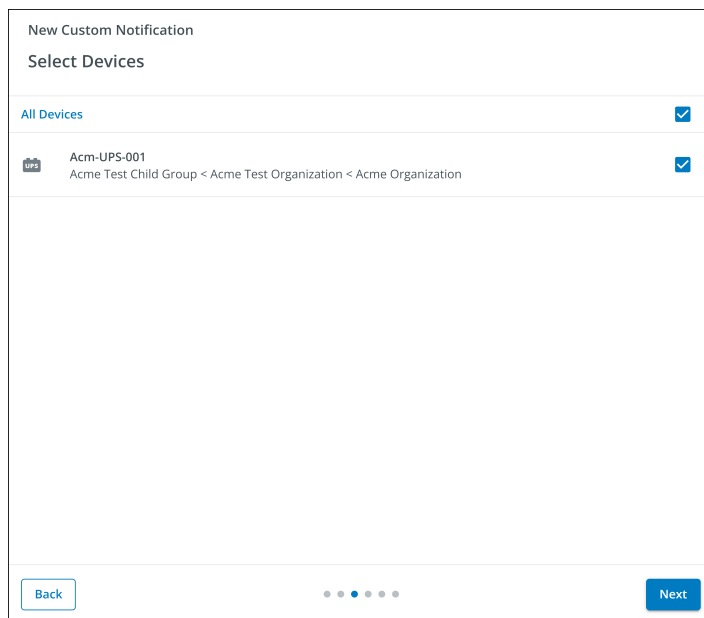 New Custom Notification
Select Devices
All Devices
UPS
Acm-UPS-001
Acme Test Child Group < Acme Test Organization < Acme Organization
Back
Next